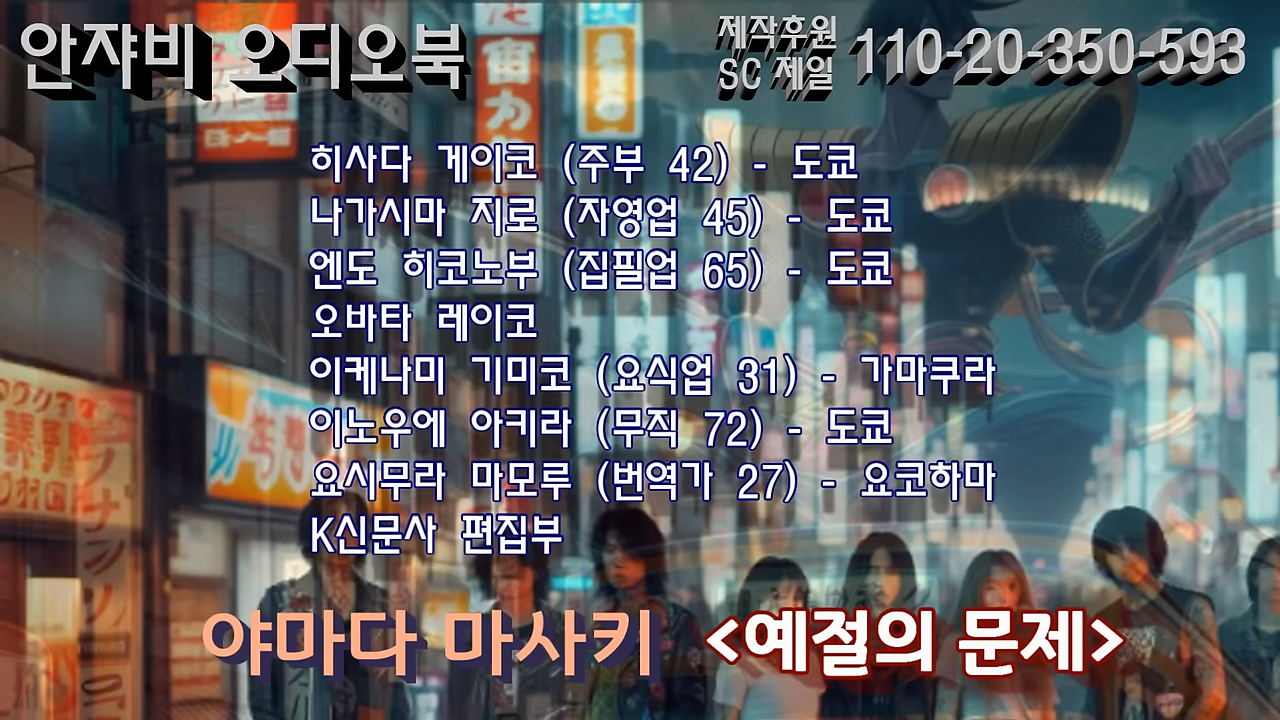 안쟈비 오디오북
제작후원
SC 제일
110-20-350-593
히사다 게이코 (주부 42) - 도쿄
나가시마 지로 (자영업 45) - 도쿄
엔도 히코노부 (집필업 65) - 도쿄
오바타 레이코
이케나미 기미코 (요식업 31) - 가마쿠라
이노우에 아키라 (무직 72) - 도쿄
요시무라 마모루 (번역가 27) - 요코하마
K신문사 편집부
야마다 마사키 <예절의 문제>